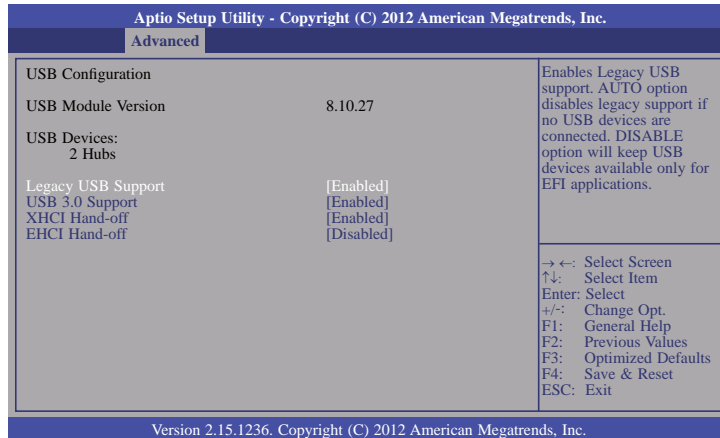 Aptio Setup Utility - Copyright (C) 2012 American Megatrends, Inc.
Advanced
USB Configuration
USB Module Version 8.10.27
USB Devices:
2 Hubs
Legacy USB Support [Enabled]
USB 3.0 Support [Enabled]
XHCI Hand-off [Enabled]
EHCI Hand-off [Disabled]
Enables Legacy USB
support. AUTO option
disables legacy support if
no USB devices are
connected. DISABLE
option will keep USB
devices available only for
EFI applications.
→ ←: Select Screen
↑↓: Select Item
Enter: Select
+/-: Change Opt.
F1: General Help
F2: Previous Values
F3: Optimized Defaults
F4: Save & Reset
ESC: Exit
Version 2.15.1236. Copyright (C) 2012 American Megatrends, Inc.